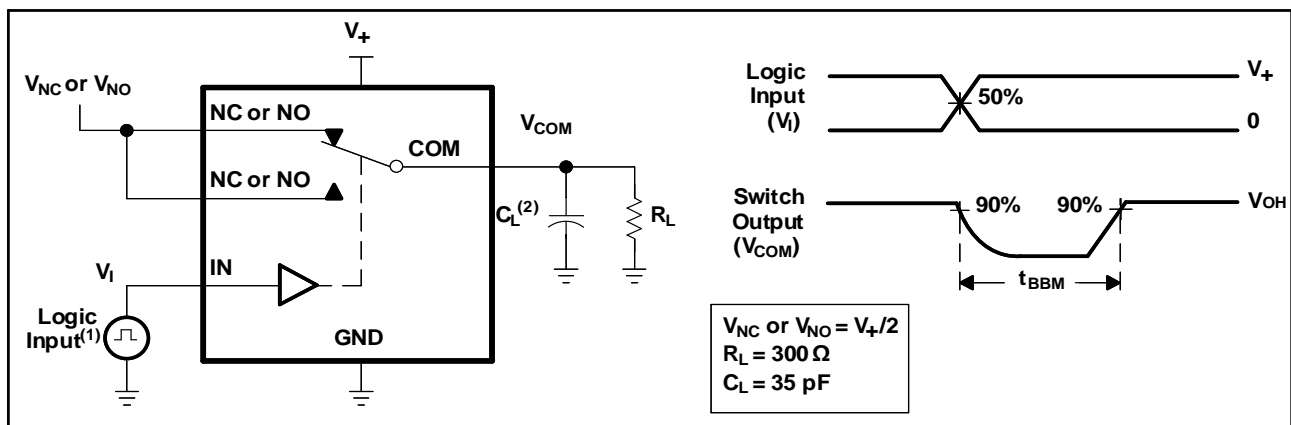 V+
VNC or VNO
NC or NO
NC or NO
COM
VCOM
CL(2)
RL
VI
IN
Logic
Input(1)
GND
Logic
Input
(VI)
50%
V+
0
Switch
Output
(VCOM)
90%
90%
VOH
tBBM
VNC or VNO = V+/2
RL = 300 Ω
CL = 35 pF